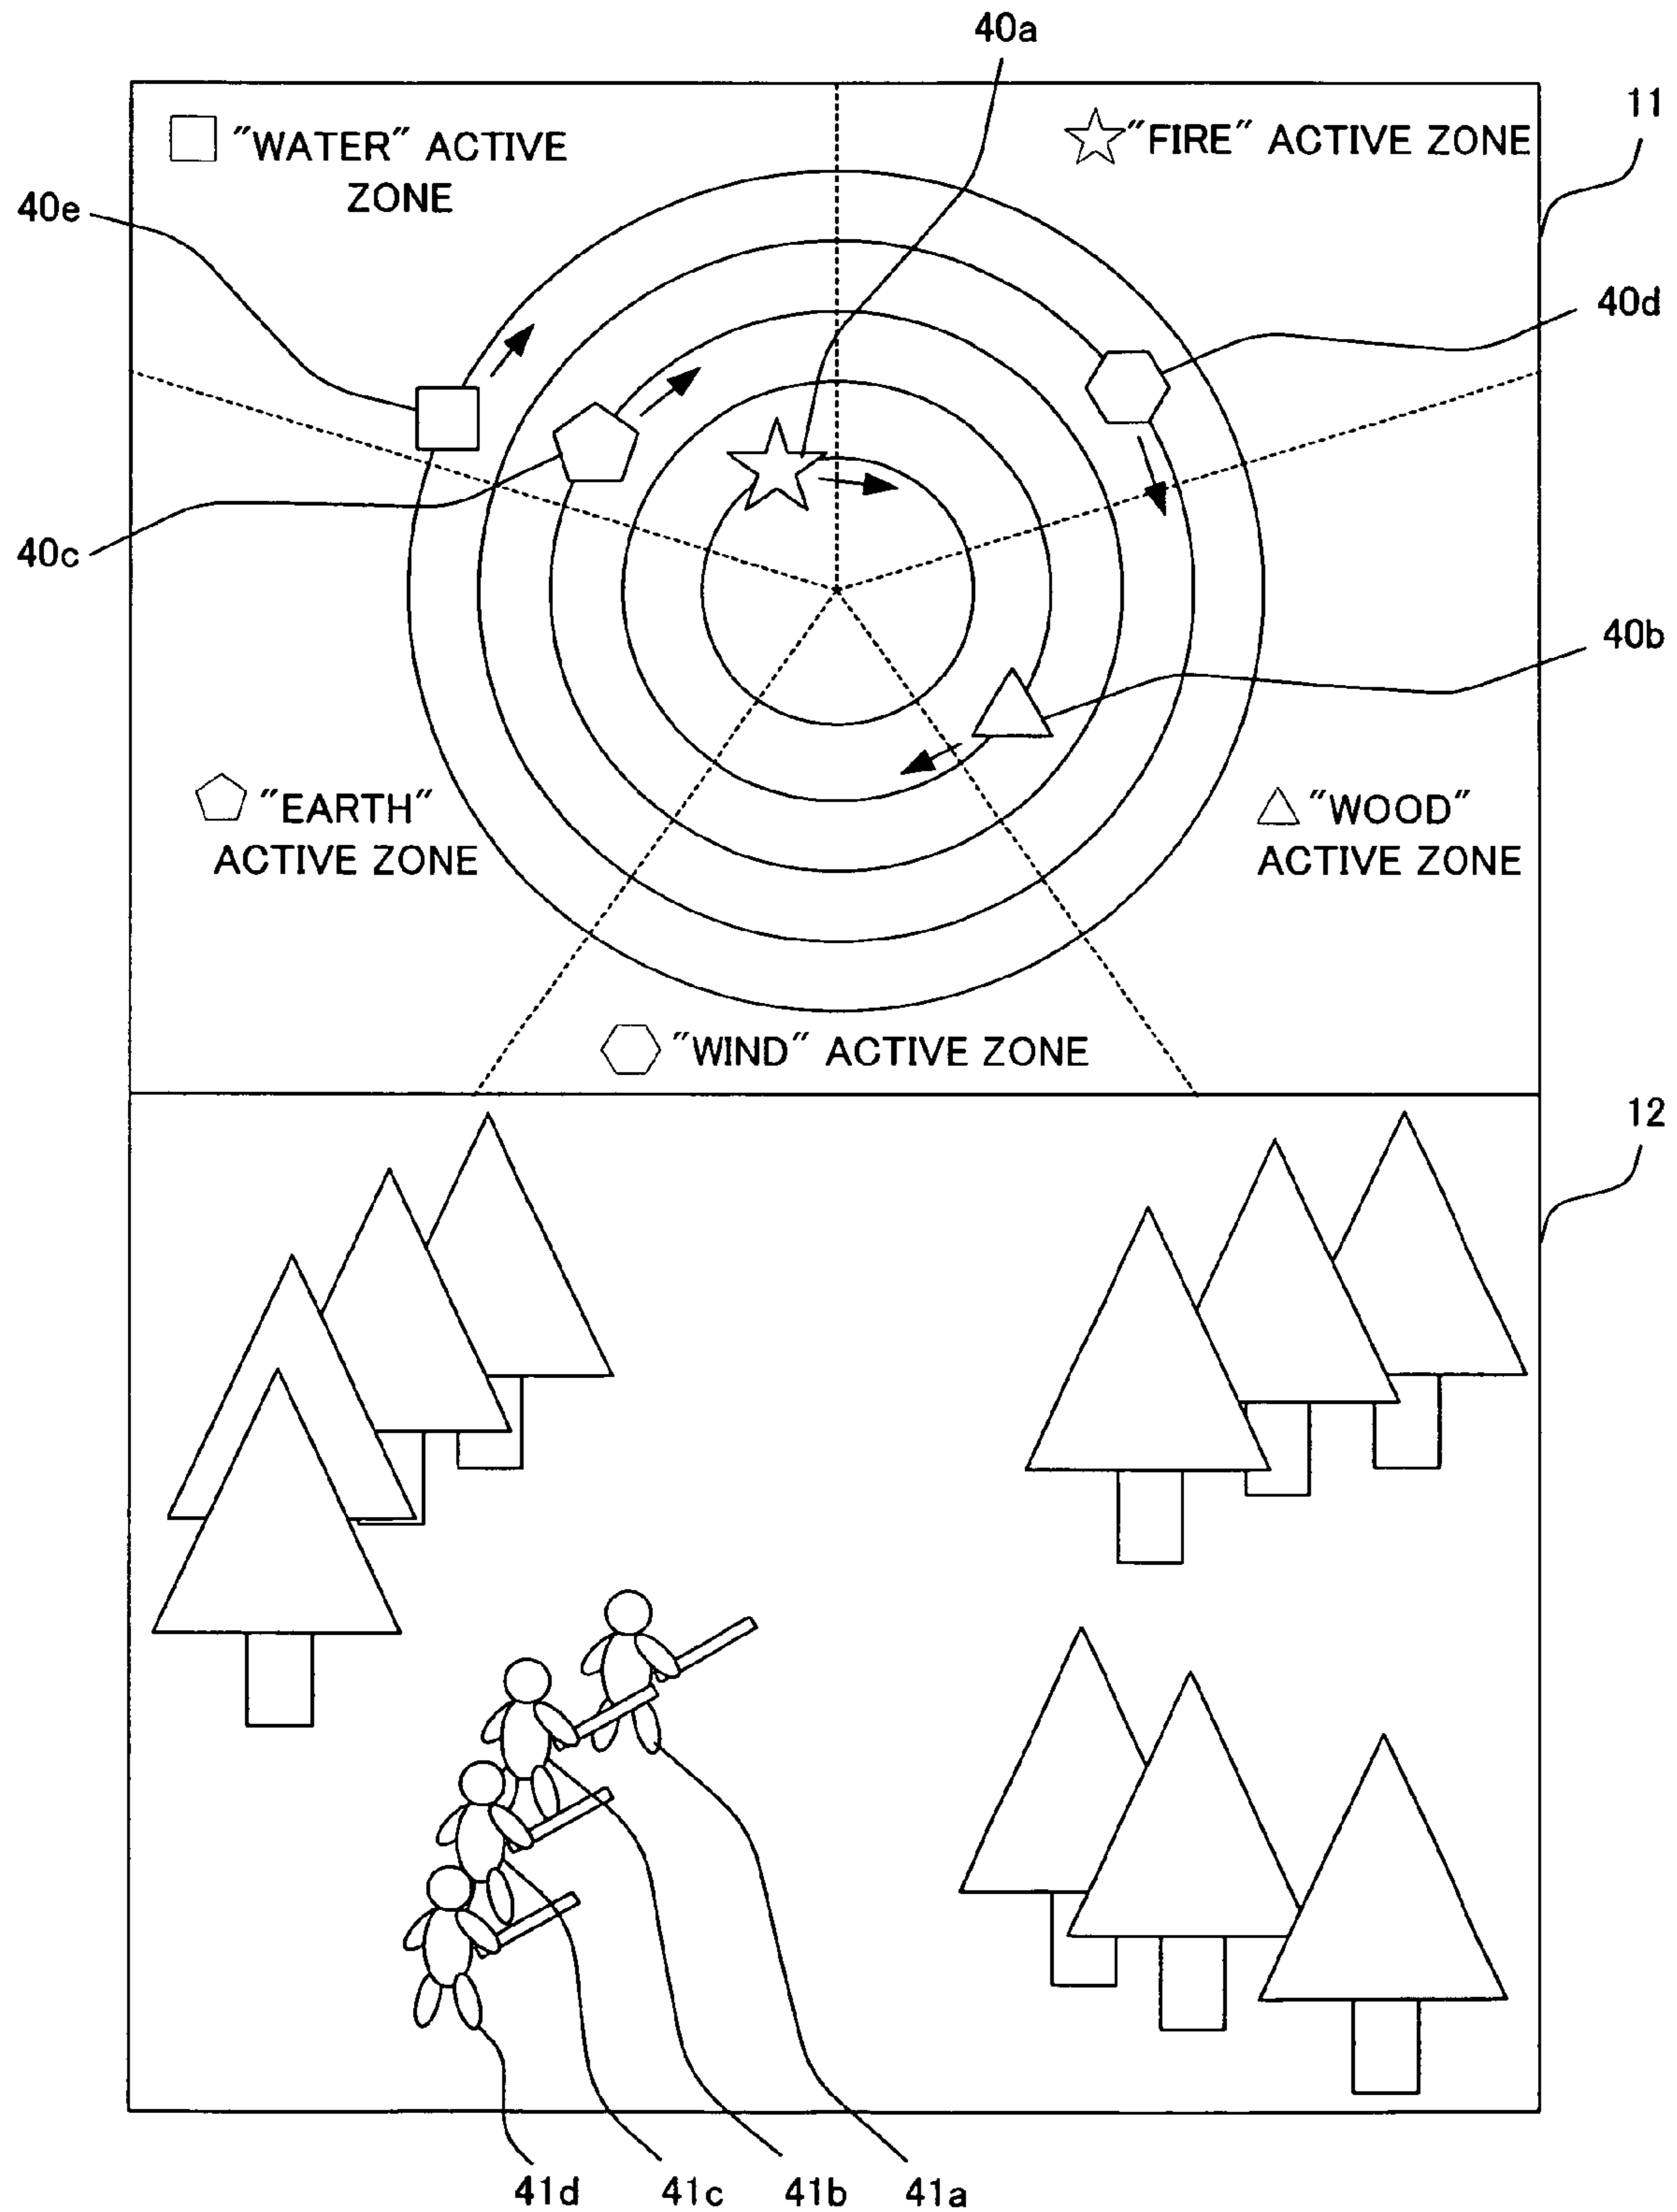 40a
11
"WATER" ACTIVE
ZONE
"FIRE" ACTIVE ZONE
40e
40d
40c
40b
"EARTH"
ACTIVE ZONE
"WOOD"
ACTIVE ZONE
"WIND" ACTIVE ZONE
12
41d
41c
41b
41a